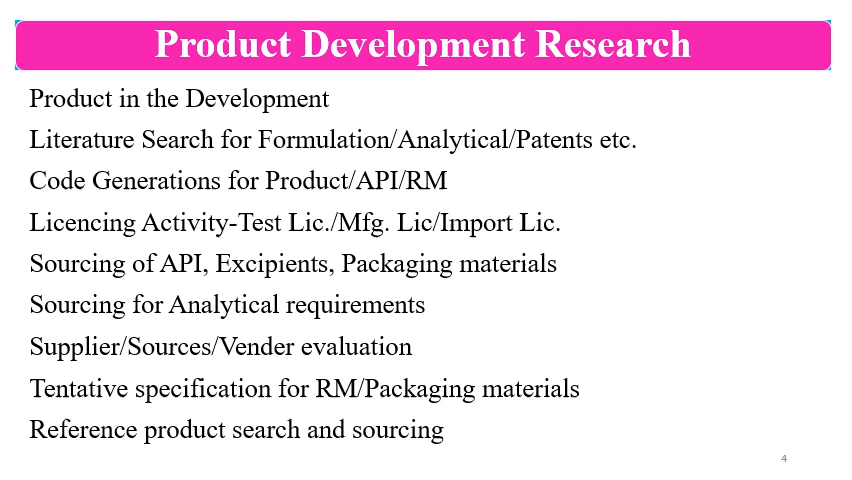 Product Development Research
Product in the Development
Literature Search for Formulation/Analytical/Patents etc.
Code Generations for Product/API/RM
Licencing Activity-Test Lic./Mfg. Lic/Import Lic.
Sourcing of API, Excipients, Packaging materials
Sourcing for Analytical requirements
Supplier/Sources/Vender evaluation
Tentative specification for RM/Packaging materials
Reference product search and sourcing
4